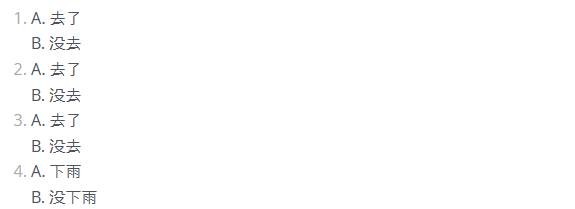 1. A. 去了
B. 没去
2. A. 去了
B. 没去
3. A. 去了
B. 没去
4. A. 下雨
B. 没下雨